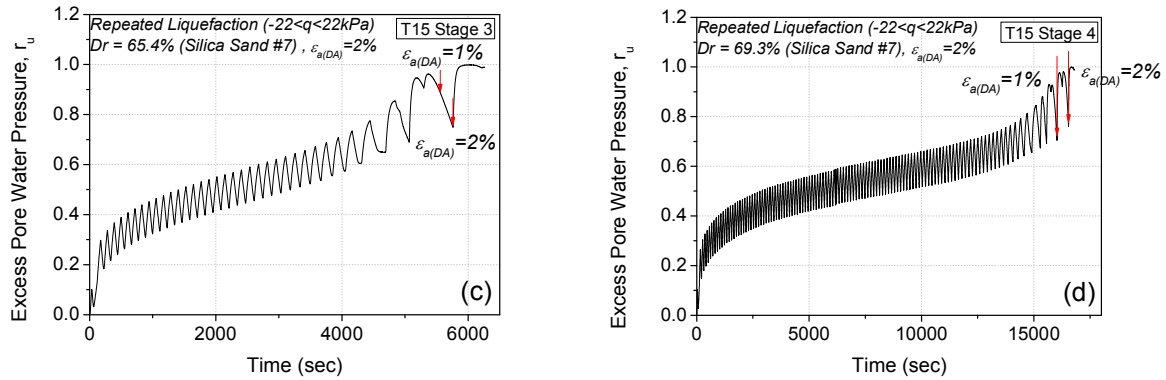 Repeated Liquefaction (-22<q<22kPa)
T15 Stage 3
Dr = 65.4% (Silica Sand #7) , εa(DA)=2%
εa(DA)=1%
εa(DA)=2%
Excess Pore Water Pressure, ru
1.0
0.8
0.6
0.4
0.2
0.0
0
2000
4000
6000
Time (sec)
(c)
Repeated Liquefaction (-22<q<22kPa)
T15 Stage 4
Dr = 69.3% (Silica Sand #7), εa(DA)=2%
εa(DA)=1%
εa(DA)=2%
Excess Pore Water Pressure, ru
1.0
0.8
0.6
0.4
0.2
0.0
0
5000
10000
15000
Time (sec)
(d)